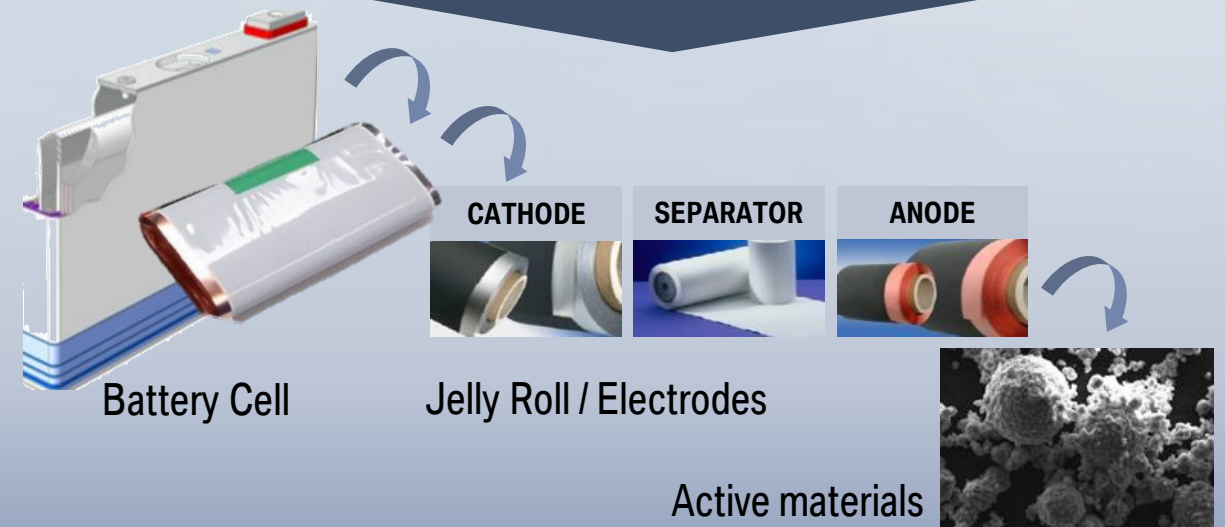 CATHODE
SEPARATOR
ANODE
Battery Cell
Jelly Roll / Electrodes
Active materials